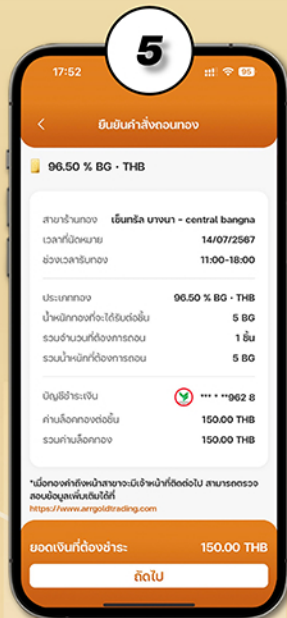 5
17:52
95
ยืนยันคำสั่งถอนทอง
96.50 % BG - THB
สาขาร้านทอง เซ็นทรัล บางนา - central bangna
เวลาที่นัดหมาย 14/07/2567
ช่วงเวลารับทอง 11:00-18:00
ประเภททอง 96.50 % BG - THB
น้ำหนักทองที่จะได้รับต่อชิ้น 5 BG
รวมจำนวนที่ต้องการถอน 1 ชิ้น
รวมน้ำหนักที่ต้องการถอน 5 BG
บัญชีชำระเงิน *** * **962 8
ค่าบล็อคทองต่อชิ้น 150.00 THB
รวมค่าบล็อคทอง 150.00 THB
*เมื่อทองคำถึงหน้าสาขาจะมีเจ้าหน้าที่ติดต่อไป สามารถตรวจ
สอบข้อมูลเพิ่มเติมได้ที่
https://www.arrgoldtrading.com
ยอดเงินที่ต้องชำระ 150.00 THB
ถัดไป